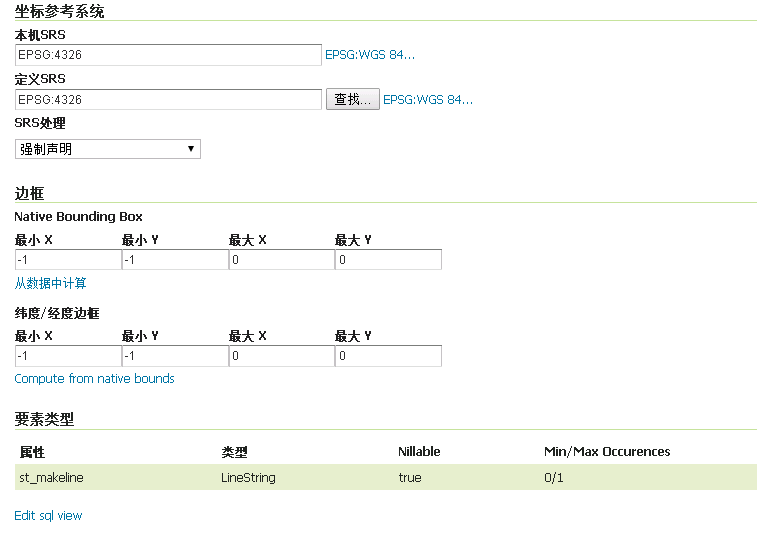 坐标参考系统
本机SRS
EPSG:4326 EPSG:WGS 84...
定义SRS
EPSG:4326 查找... EPSG:WGS 84...
SRS处理
强制声明
边框
Native Bounding Box
最小 X 最小 Y 最大 X 最大 Y
-1 -1 0 0
从数据中计算
纬度/经度边框
最小 X 最小 Y 最大 X 最大 Y
-1 -1 0 0
Compute from native bounds
要素类型
属性 类型 Nillable Min/Max Occurences
st_makeline LineString true 0/1
Edit sql view